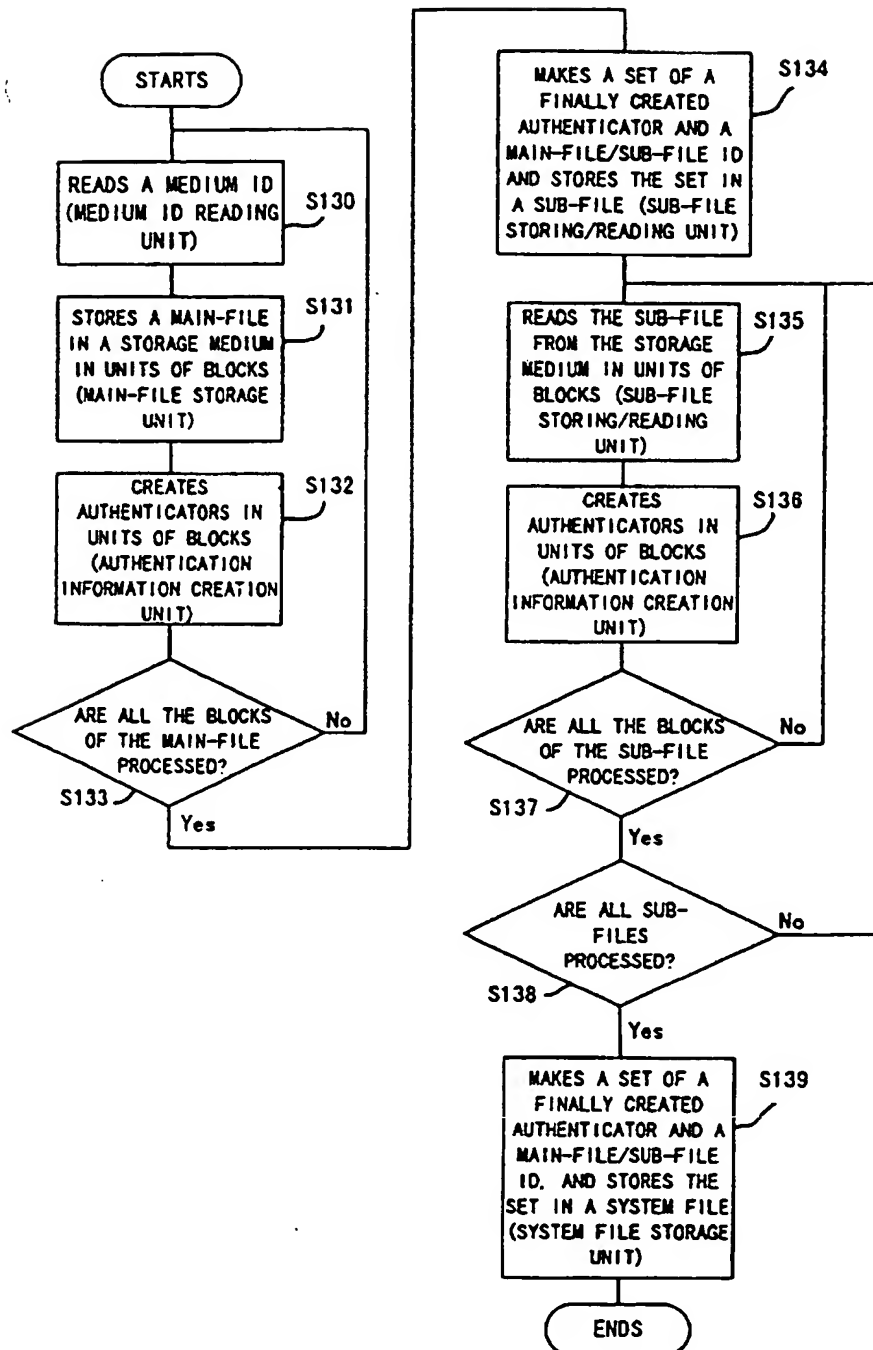 STARTS
READS A MEDIUM ID
(MEDIUM ID READING
UNIT)
S130
STORES A MAIN-FILE
IN A STORAGE MEDIUM
IN UNITS OF BLOCKS
(MAIN-FILE STORAGE
UNIT)
S131
CREATES
AUTHENTICATORS IN
UNITS OF BLOCKS
(AUTHENTICATION
INFORMATION CREATION
UNIT)
S132
ARE ALL THE BLOCKS
OF THE MAIN-FILE
PROCESSED?
No
S133
Yes
MAKES A SET OF A
FINALLY CREATED
AUTHENTICATOR AND A
MAIN-FILE/SUB-FILE ID
AND STORES THE SET IN
A SUB-FILE (SUB-FILE
STORING/READING UNIT)
S134
READS THE SUB-FILE
FROM THE STORAGE
MEDIUM IN UNITS OF
BLOCKS (SUB-FILE
STORING/READING
UNIT)
S135
CREATES
AUTHENTICATORS IN
UNITS OF BLOCKS
(AUTHENTICATION
INFORMATION CREATION
UNIT)
S136
ARE ALL THE BLOCKS
OF THE SUB-FILE
PROCESSED?
No
S137
Yes
ARE ALL SUB-
FILES
PROCESSED?
No
S138
Yes
MAKES A SET OF A
FINALLY CREATED
AUTHENTICATOR AND A
MAIN-FILE/SUB-FILE
ID, AND STORES THE
SET IN A SYSTEM FILE
(SYSTEM FILE STORAGE
UNIT)
S139
ENDS